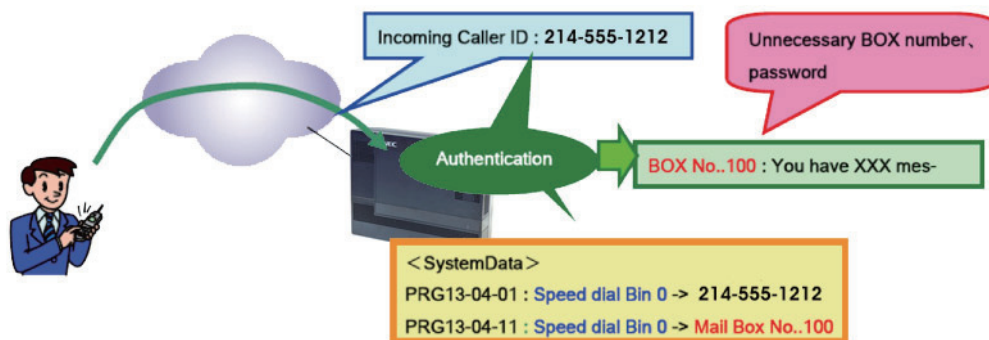 Incoming Caller ID : 214-555-1212
Unnecessary BOX number、
password
NEC
Authentication
BOX No..100 : You have XXX mes-
＜SystemData＞
PRG13-04-01 : Speed dial Bin 0 -> 214-555-1212
PRG13-04-11 : Speed dial Bin 0 -> Mail Box No..100